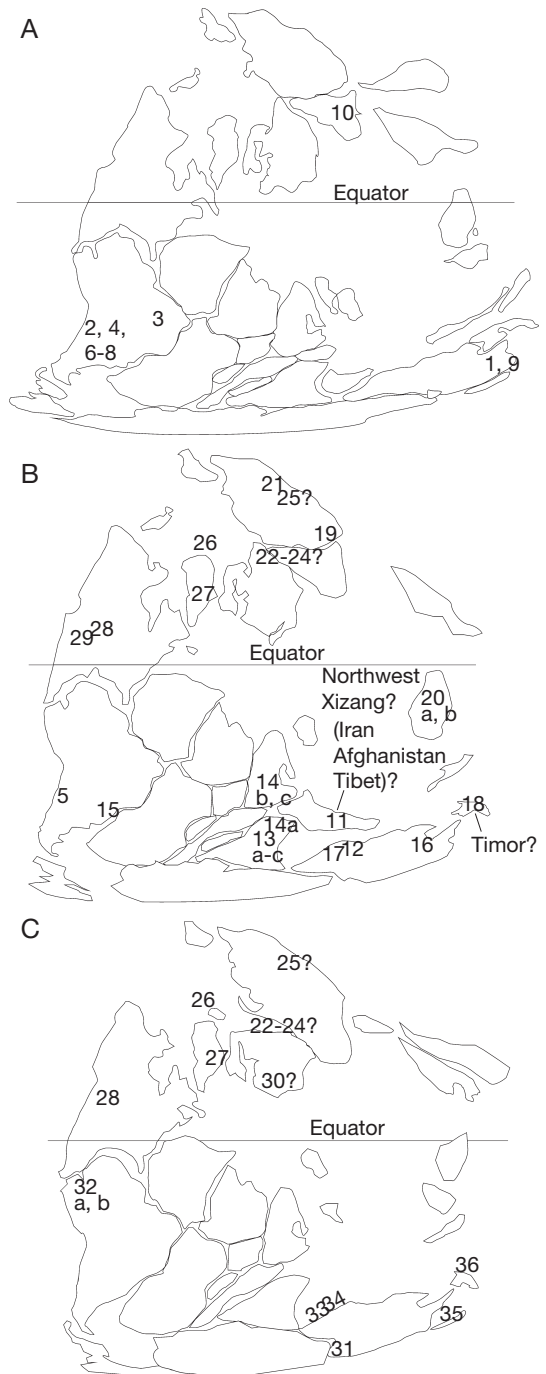 A
10
Equator
2, 4,
6-8
3
1, 9
B
21
25?
19
26
22-24?
27
28
29
Equator
Northwest
Xizang?
(Iran
Afghanistan
Tibet)?
20
a, b
5
15
14
b, c
14a
13
a-c
11
17
12
16
18
Timor?
C
25?
26
22-24?
27
30?
28
Equator
32
a, b
36
33
34
35
31